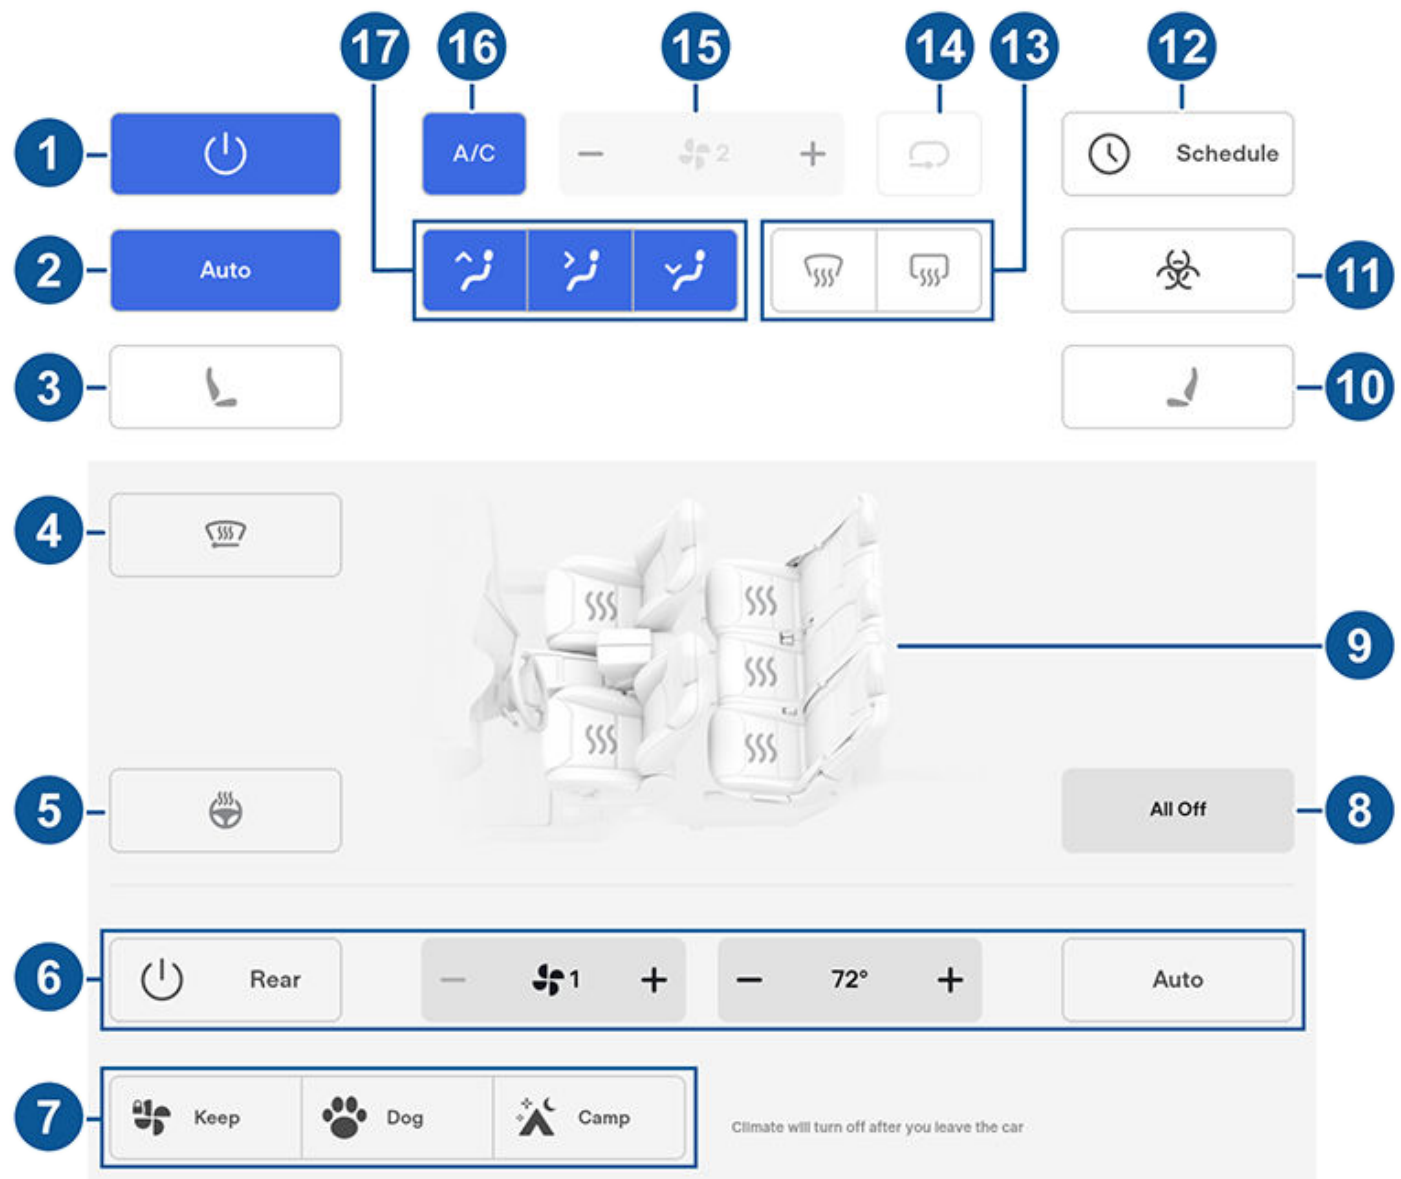 17 16 15 14 13 12
1 A/C 2 Schedule
2 Auto 11
3 10
4
9
5 All Off 8
6 Rear 1 72° Auto
7 Keep Dog Camp Climate will turn off after you leave the car